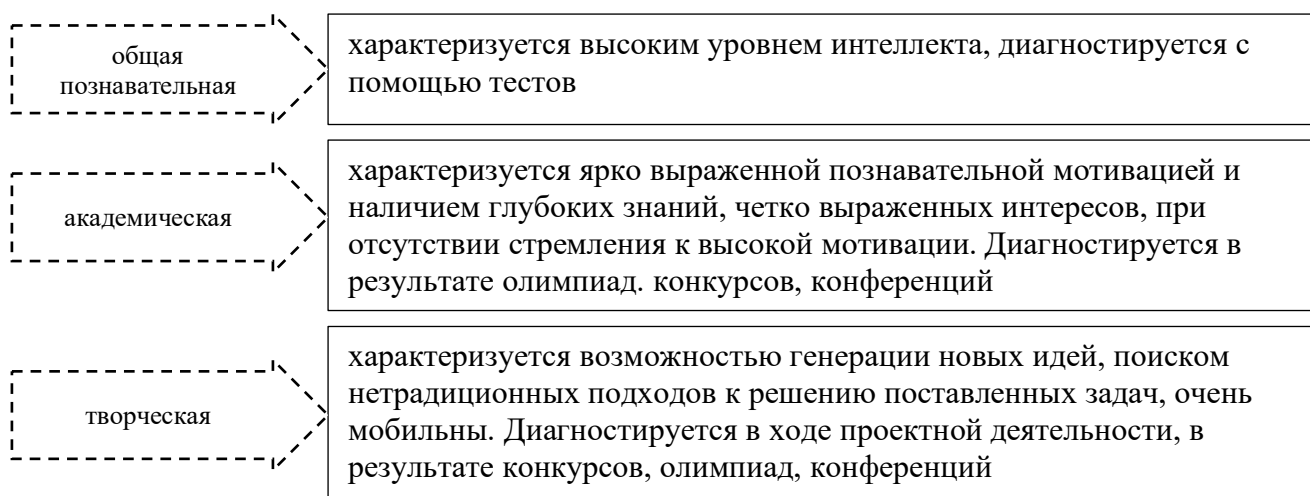 общая
познавательная
характеризуется высоким уровнем интеллекта, диагностируется с
помощью тестов
академическая
характеризуется ярко выраженной познавательной мотивацией и
наличием глубоких знаний, четко выраженных интересов, при
отсутствии стремления к высокой мотивации. Диагностируется в
результате олимпиад. конкурсов, конференций
творческая
характеризуется возможностью генерации новых идей, поиском
нетрадиционных подходов к решению поставленных задач, очень
мобильны. Диагностируется в ходе проектной деятельности, в
результате конкурсов, олимпиад, конференций